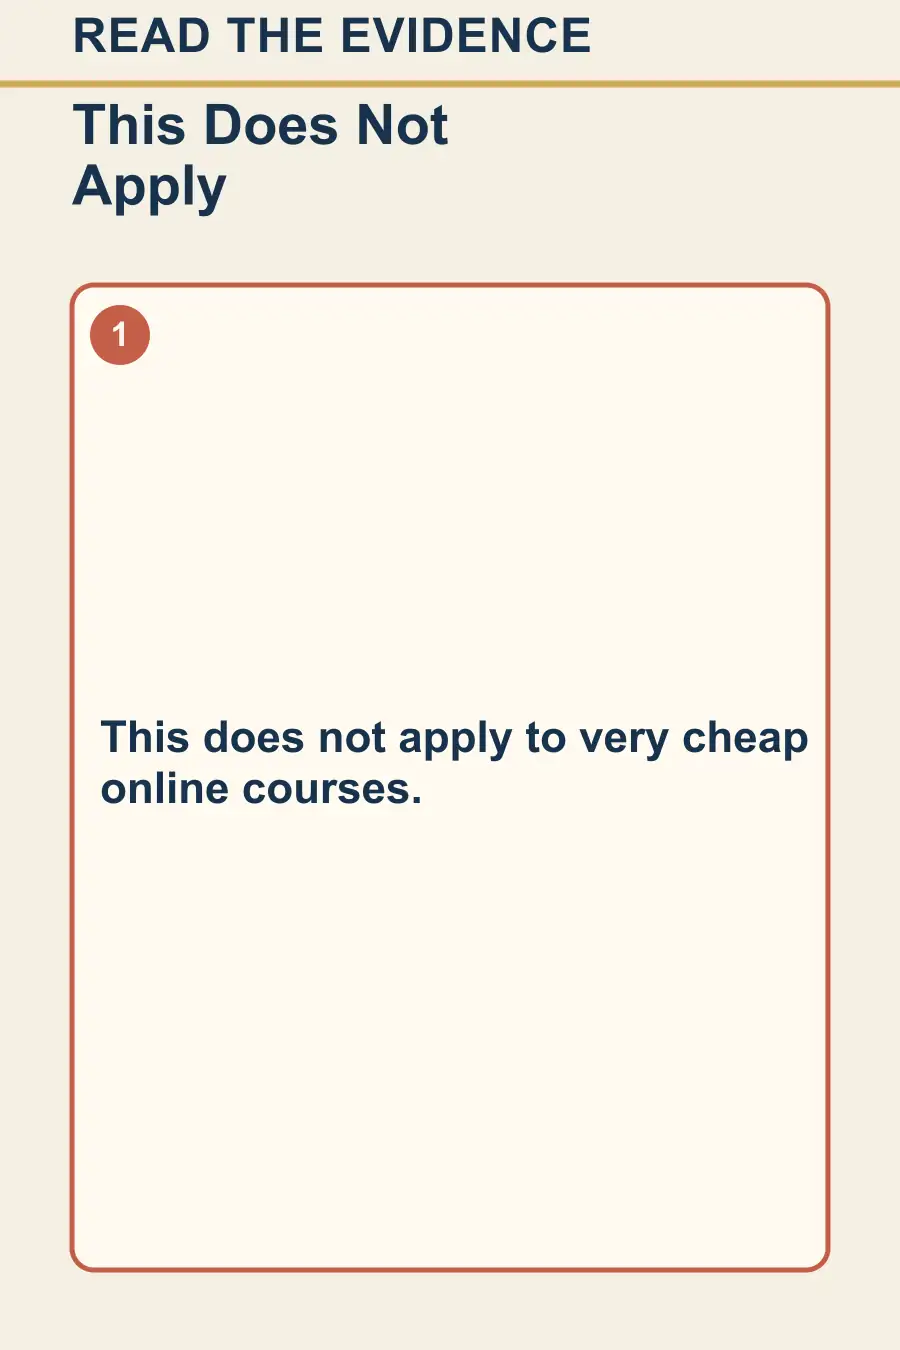 READ THE EVIDENCE
This Does Not
Apply
1
This does not apply to very cheap
online courses.